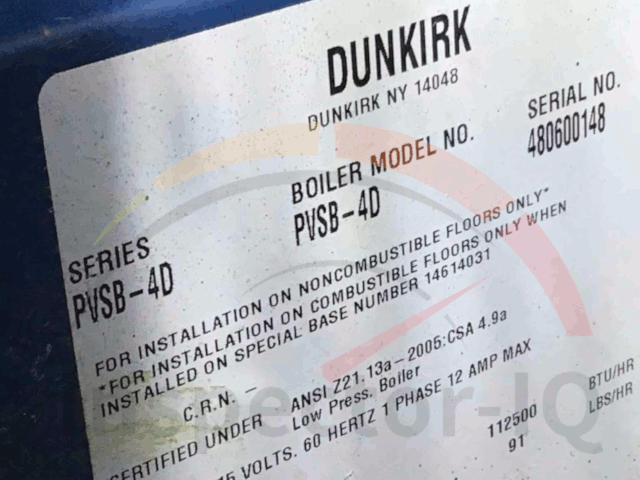 DUNKIRK
DUNKIRK NY 14048
BOILER MODEL NO. SERIAL NO.
PVSB-4D 480600148
SERIES
PVSB-4D
FOR INSTALLATION ON NONCOMBUSTIBLE FLOORS ONLY*
*FOR INSTALLATION ON COMBUSTIBLE FLOORS ONLY WHEN
INSTALLED ON SPECIAL BASE NUMBER 14614031
C.R.N. -
ERTIFIED UNDER ANSI Z21.13a-2005:CSA 4.9a
Low Press. Boiler
VOLTS. 60 HERTZ 1 PHASE 12 AMP MAX
112500 BTU/HR
91 LBS/HR
Inspector-IQ